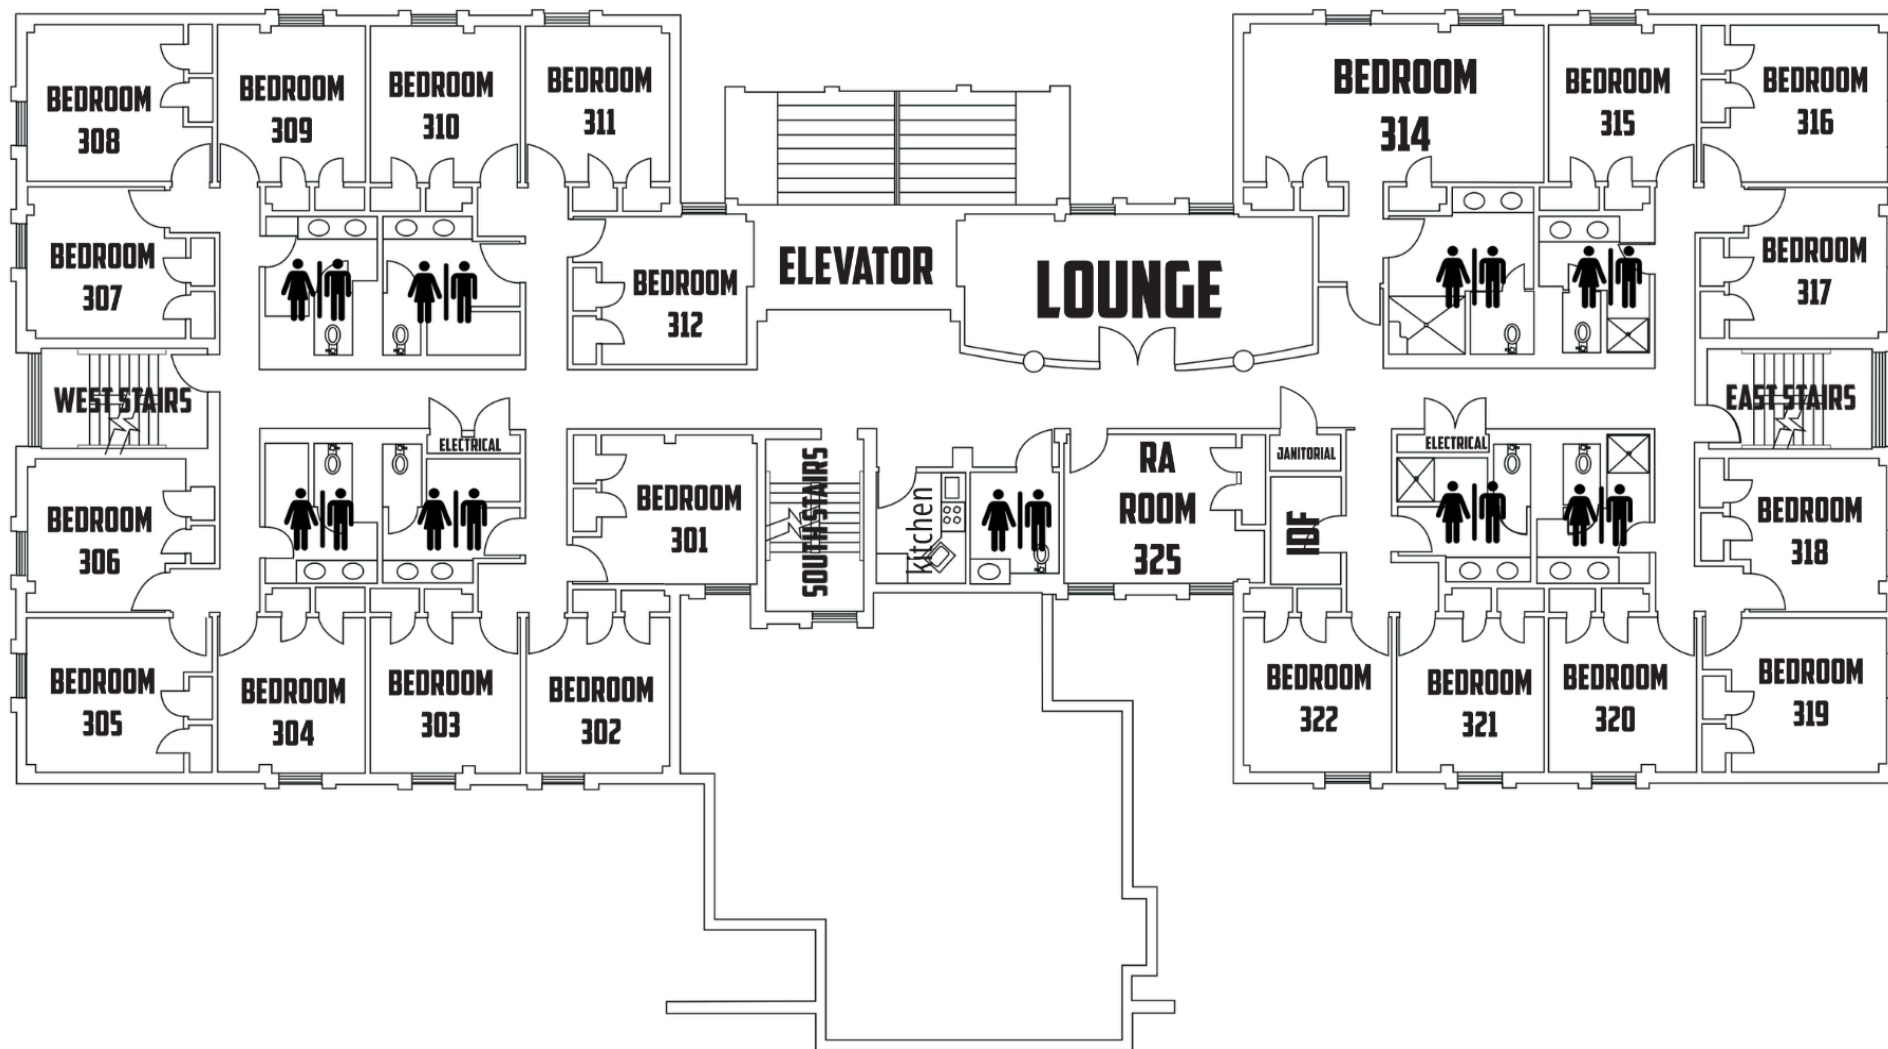 BEDROOM
308
BEDROOM
309
BEDROOM
310
BEDROOM
311
BEDROOM
314
BEDROOM
315
BEDROOM
316
BEDROOM
307
BEDROOM
312
ELEVATOR
LOUNGE
BEDROOM
317
WEST STAIRS
EAST STAIRS
ELECTRICAL
BEDROOM
301
SOUTH STAIRS
kitchen
RA
ROOM
325
JANITORIAL
IDF
ELECTRICAL
BEDROOM
306
BEDROOM
318
BEDROOM
305
BEDROOM
304
BEDROOM
303
BEDROOM
302
BEDROOM
322
BEDROOM
321
BEDROOM
320
BEDROOM
319